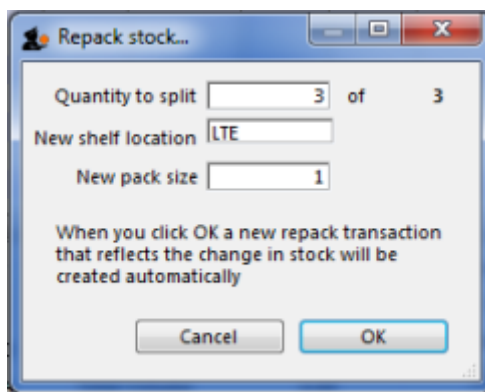 Repack stock...
Quantity to split 3 of 3
New shelf location LTE
New pack size 1
When you click OK a new repack transaction
that reflects the change in stock will be
created automatically
Cancel OK